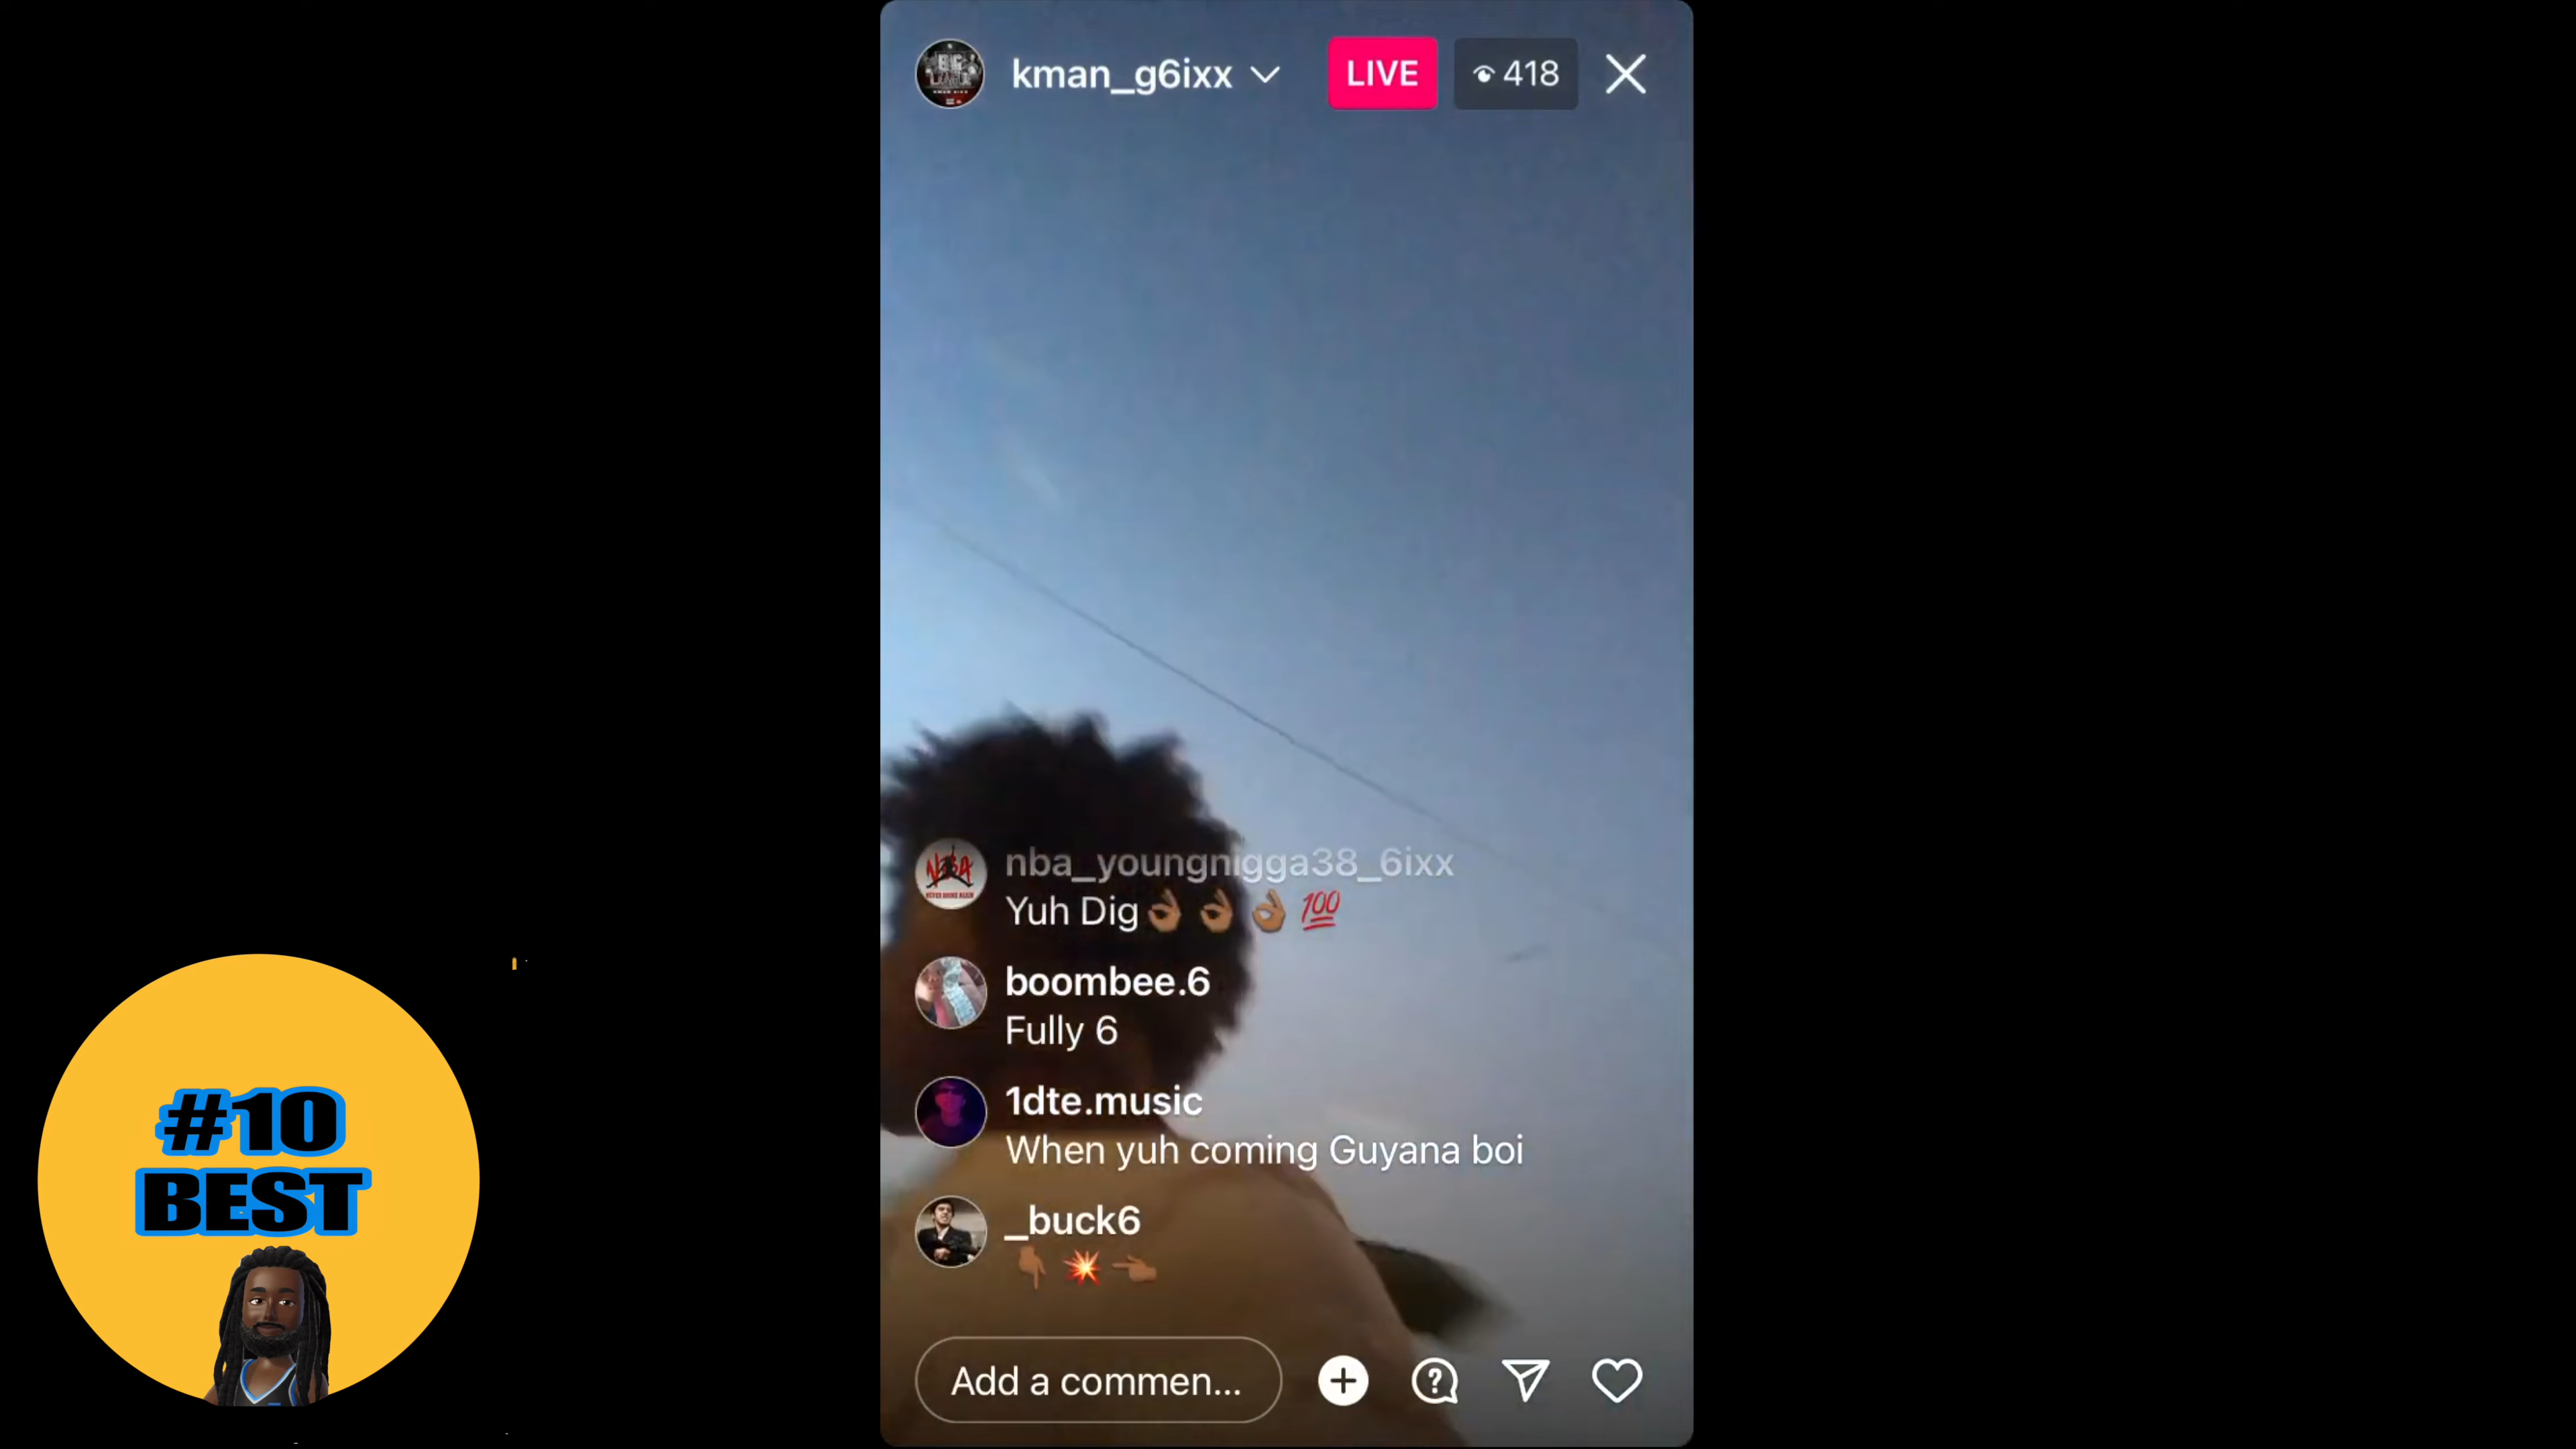 kman_g6ixx
LIVE
418
nba_youngnigga38_6ixx
Yuh Dig👌🏽👌🏽👌🏽💯
boombee.6
Fully 6
1dte.music
When yuh coming Guyana boi
_buck6
👇🏽💥👈🏽
Add a commen...
#10
BEST